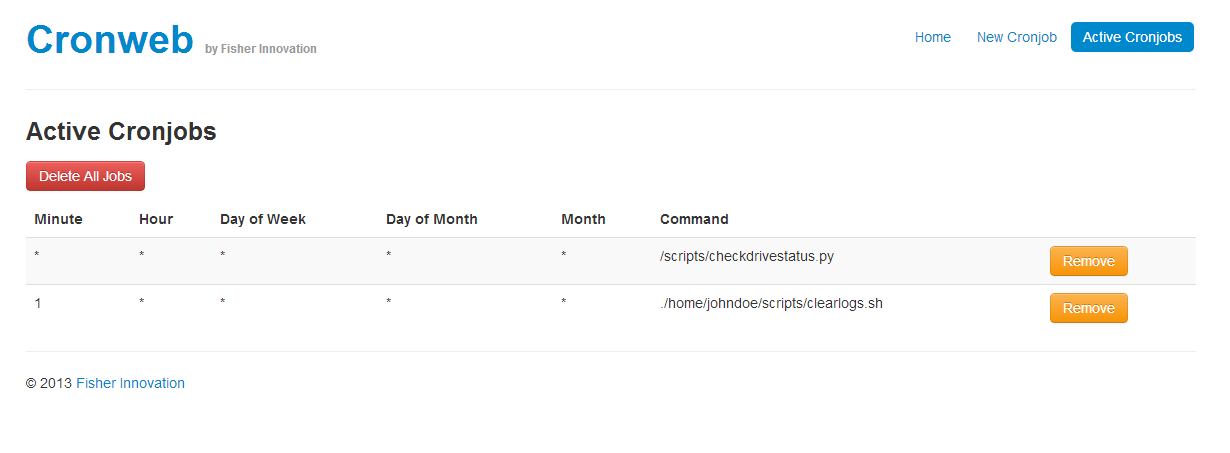 Cronweb by Fisher Innovation
Home New Cronjob Active Cronjobs
Active Cronjobs
Delete All Jobs
Minute Hour Day of Week Day of Month Month Command
* * * * * /scripts/checkdrivestatus.py Remove
1 * * * * ./home/johndoe/scripts/clearlogs.sh Remove
© 2013 Fisher Innovation